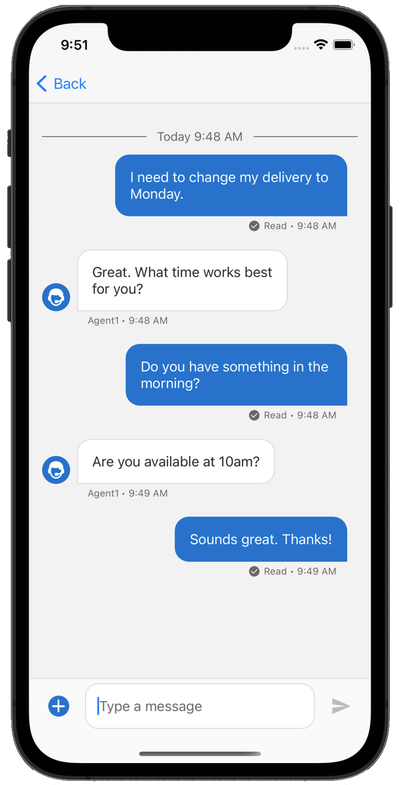 9:51
Back
Today 9:48 AM
I need to change my delivery to
Monday.
Read • 9:48 AM
Great. What time works best
for you?
Agent1 • 9:48 AM
Do you have something in the
morning?
Read • 9:48 AM
Are you available at 10am?
Agent1 • 9:49 AM
Sounds great. Thanks!
Read • 9:49 AM
Type a message